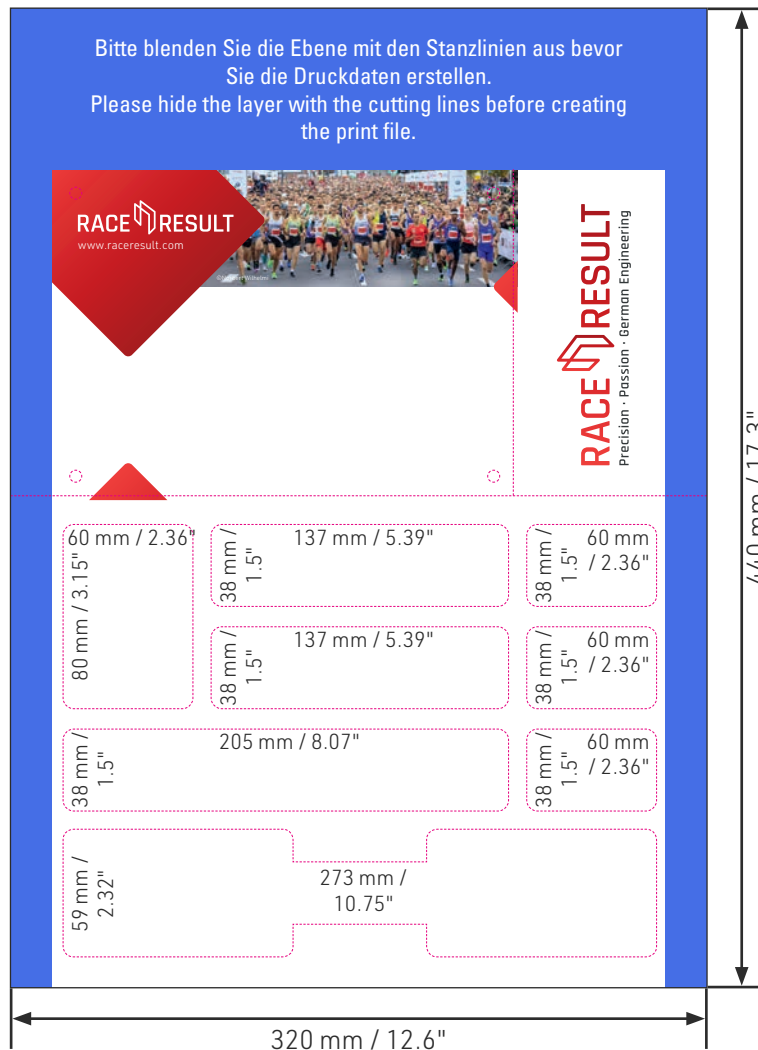 Bitte blenden Sie die Ebene mit den Stanzlinien aus bevor
Sie die Druckdaten erstellen.
Please hide the layer with the cutting lines before creating
the print file.
RACE RESULT
www.raceresult.com
RACE RESULT
Precision · Passion · German Engineering
440 mm / 17.3"
60 mm / 2.36"
80 mm / 3.15"
38 mm /
1.5"
137 mm / 5.39"
38 mm /
1.5"
60 mm
/ 2.36"
38 mm /
1.5"
137 mm / 5.39"
38 mm /
1.5"
60 mm
/ 2.36"
38 mm /
1.5"
205 mm / 8.07"
38 mm /
1.5"
60 mm
/ 2.36"
59 mm /
2.32"
273 mm /
10.75"
320 mm / 12.6"